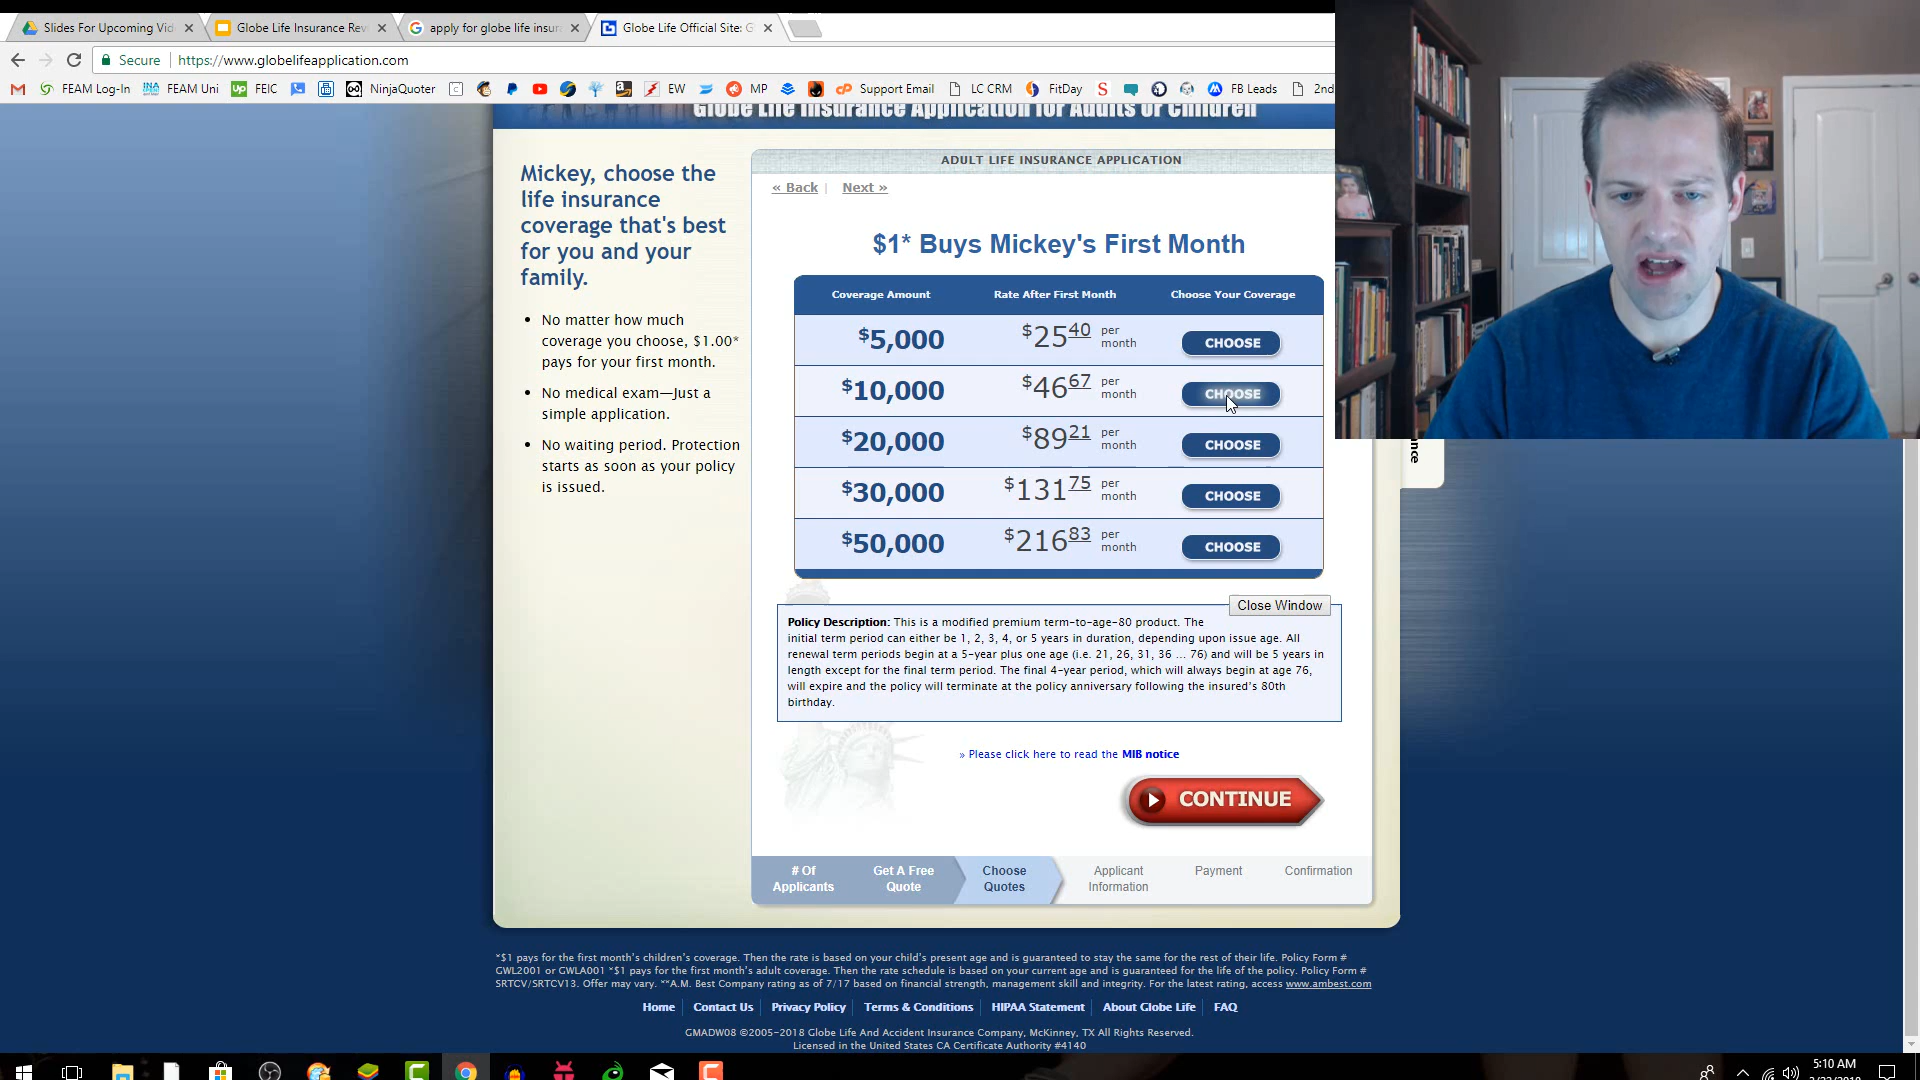 Slides For Upcoming Vid
Globe Life Insurance Rev
apply for globe life insur
Globe Life Official Site: G
Secure
https://www.globelifeapplication.com
FEAM Log-In
FEAM Uni
FEIC
NinjaQuoter
EW
MP
Support Email
LC CRM
FitDay
FB Leads
2nd
Globe Life Insurance Application for Adults or Children
Mickey, choose the
life insurance
coverage that's best
for you and your
family.
No matter how much
coverage you choose, $1.00*
pays for your first month.
No medical exam—Just a
simple application.
No waiting period. Protection
starts as soon as your policy
is issued.
ADULT LIFE INSURANCE APPLICATION
« Back | Next »
$1* Buys Mickey's First Month
Coverage Amount Rate After First Month Choose Your Coverage
$5,000 $25 40 per month CHOOSE
$10,000 $46 67 per month CHOOSE
$20,000 $89 21 per month CHOOSE
$30,000 $131 75 per month CHOOSE
$50,000 $216 83 per month CHOOSE
Close Window
Policy Description: This is a modified premium term-to-age-80 product. The
initial term period can either be 1, 2, 3, 4, or 5 years in duration, depending upon issue age. All
renewal term periods begin at a 5-year plus one age (i.e. 21, 26, 31, 36 ... 76) and will be 5 years in
length except for the final term period. The final 4-year period, which will always begin at age 76,
will expire and the policy will terminate at the policy anniversary following the insured's 80th
birthday.
» Please click here to read the MIB notice
CONTINUE
# Of
Applicants
Get A Free
Quote
Choose
Quotes
Applicant
Information
Payment
Confirmation
*$1 pays for the first month's children's coverage. Then the rate is based on your child's present age and is guaranteed to stay the same for the rest of their life. Policy Form #
GWL2001 or GWLA001 *$1 pays for the first month's adult coverage. Then the rate schedule is based on your current age and is guaranteed for the life of the policy. Policy Form #
SRTCV/SRTCV13. Offer may vary. **A.M. Best Company rating as of 7/17 based on financial strength, management skill and integrity. For the latest rating, access www.ambest.com
Home | Contact Us | Privacy Policy | Terms & Conditions | HIPAA Statement | About Globe Life | FAQ
GMADW08 ©2005-2018 Globe Life And Accident Insurance Company, McKinney, TX All Rights Reserved.
Licensed in the United States CA Certificate Authority #4140
5:10 AM